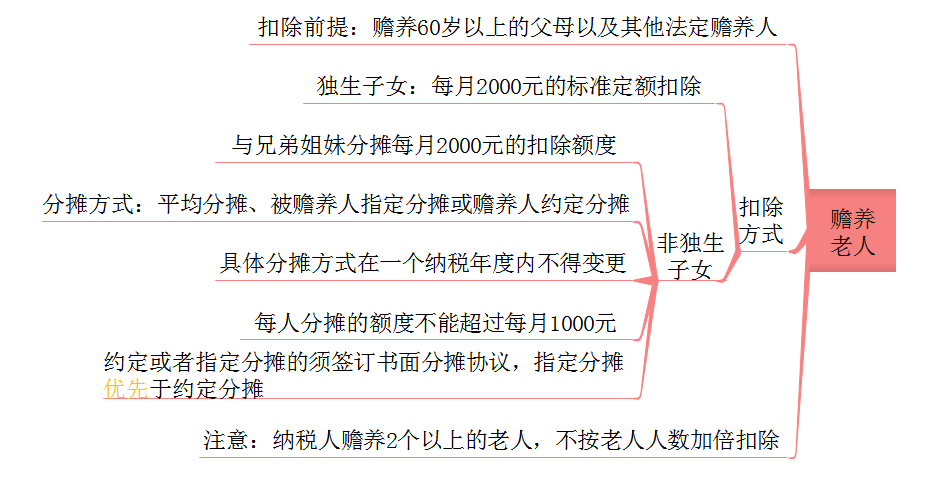 扣除前提：赡养60岁以上的父母以及其他法定赡养人
独生子女：每月2000元的标准定额扣除
与兄弟姐妹分摊每月2000元的扣除额度
分摊方式：平均分摊、被赡养人指定分摊或赡养人约定分摊
具体分摊方式在一个纳税年度内不得变更
每人分摊的额度不能超过每月1000元
约定或者指定分摊的须签订书面分摊协议，指定分摊
优先于约定分摊
非独生
子女
扣除
方式
注意：纳税人赡养2个以上的老人，不按老人人数加倍扣除
赡养
老人